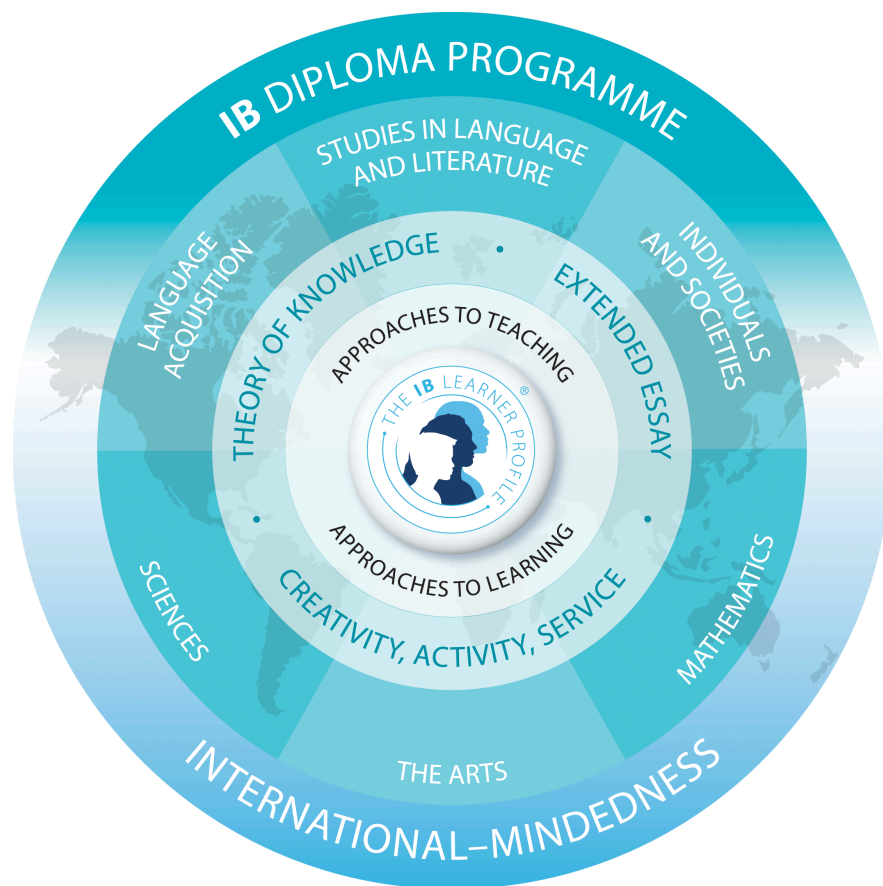 IB DIPLOMA PROGRAMME
STUDIES IN LANGUAGE
AND LITERATURE
LANGUAGE
ACQUISITION
INDIVIDUALS
AND SOCIETIES
THEORY OF KNOWLEDGE
EXTENDED ESSAY
APPROACHES TO TEACHING
THE IB LEARNER PROFILE®
APPROACHES TO LEARNING
CREATIVITY, ACTIVITY, SERVICE
SCIENCES
MATHEMATICS
THE ARTS
INTERNATIONAL–MINDEDNESS